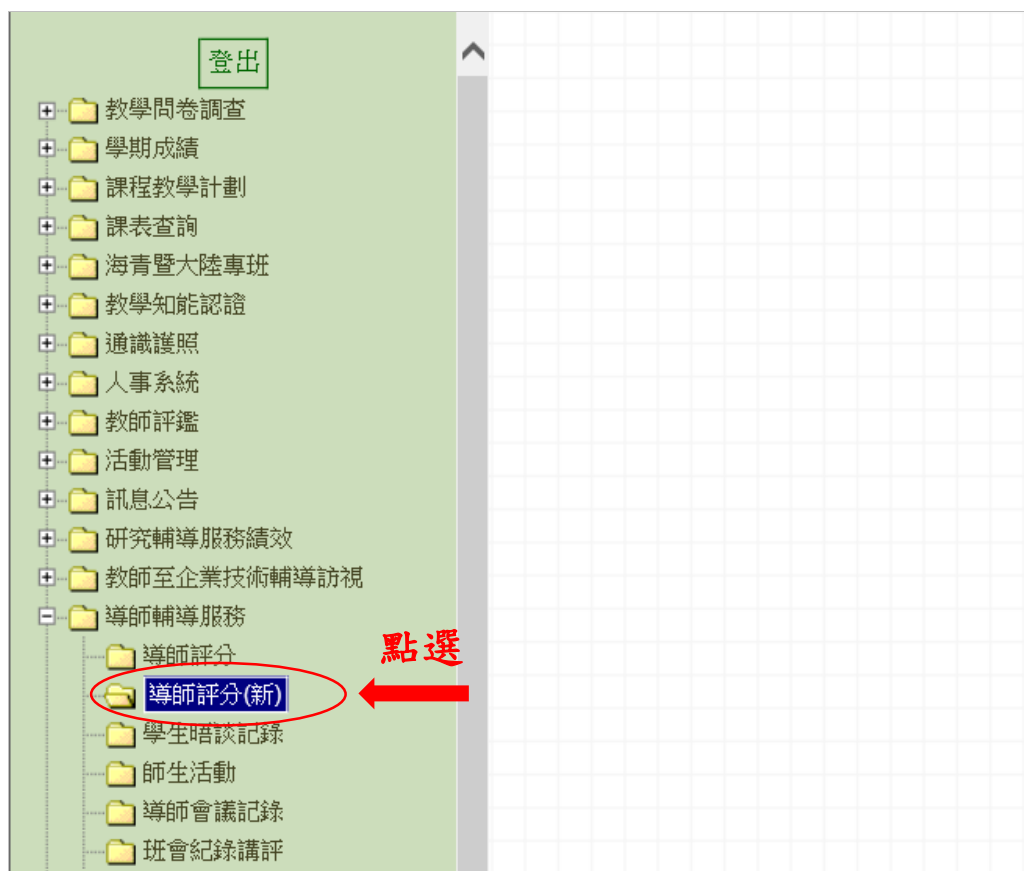 登出
教學問卷調查
學期成績
課程教學計劃
課表查詢
海青暨大陸專班
教學知能認證
通識護照
人事系統
教師評鑑
活動管理
訊息公告
研究輔導服務績效
教師至企業技術輔導訪視
導師輔導服務
導師評分
點選
導師評分(新)
學生晤談記錄
師生活動
導師會議記錄
班會紀錄講評